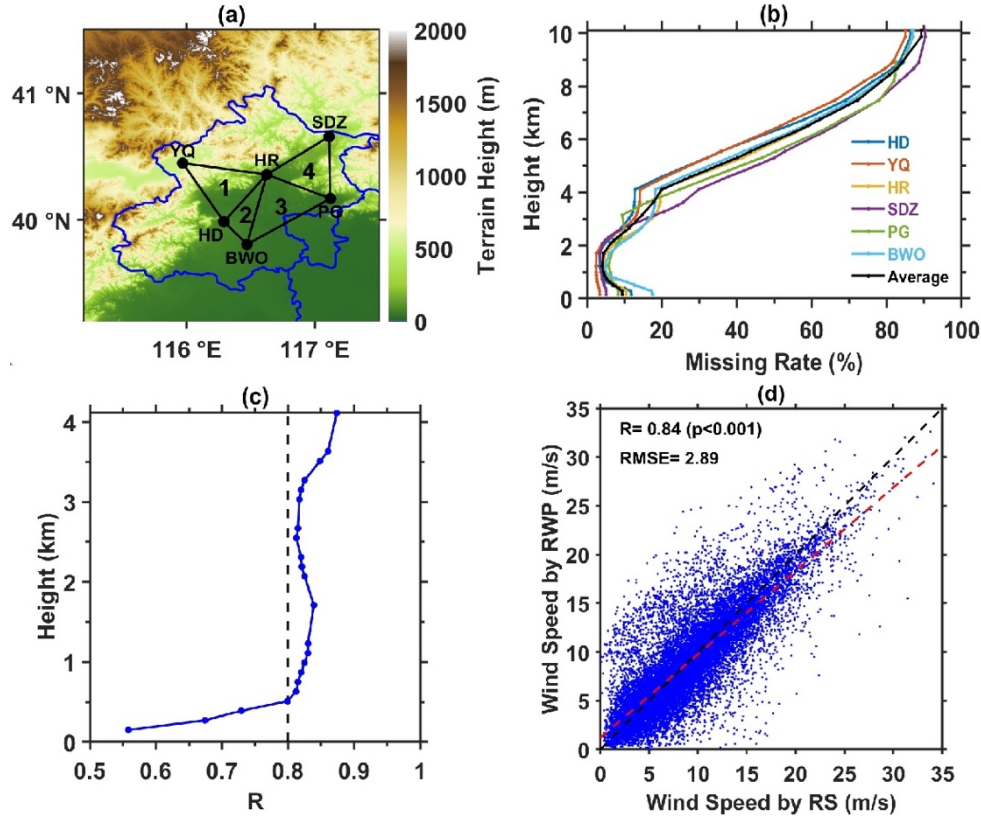 (a)
41 °N
40 °N
116 °E
117 °E
YQ
HR
SDZ
HD
PG
BWO
1
2
3
4
2000
1500
1000
500
0
Terrain Height (m)
(b)
Height (km)
10
8
6
4
2
0
HD
YQ
HR
SDZ
PG
BWO
Average
0 20 40 60 80 100
Missing Rate (%)
(c)
Height (km)
4
3
2
1
0
0.5 0.6 0.7 0.8 0.9 1
R
(d)
Wind Speed by RWP (m/s)
35
30
25
20
15
10
5
0
R= 0.84 (p<0.001)
RMSE= 2.89
0 5 10 15 20 25 30 35
Wind Speed by RS (m/s)